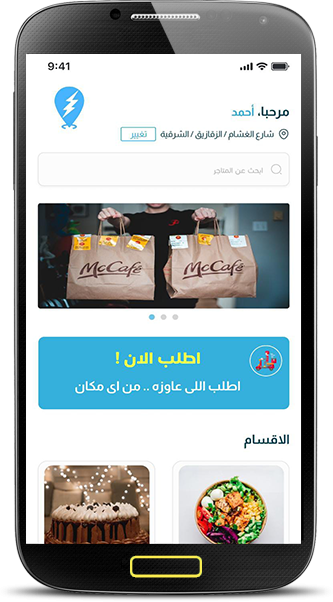 9:41
مرحبا، أحمد
شارع الغشام / الزقازيق / الشرقية
تغيير
ابحث عن المتاجر
McCafé McCafé
اطلب الان !
اطلب اللى عاوزه .. من اى مكان
الاقسام